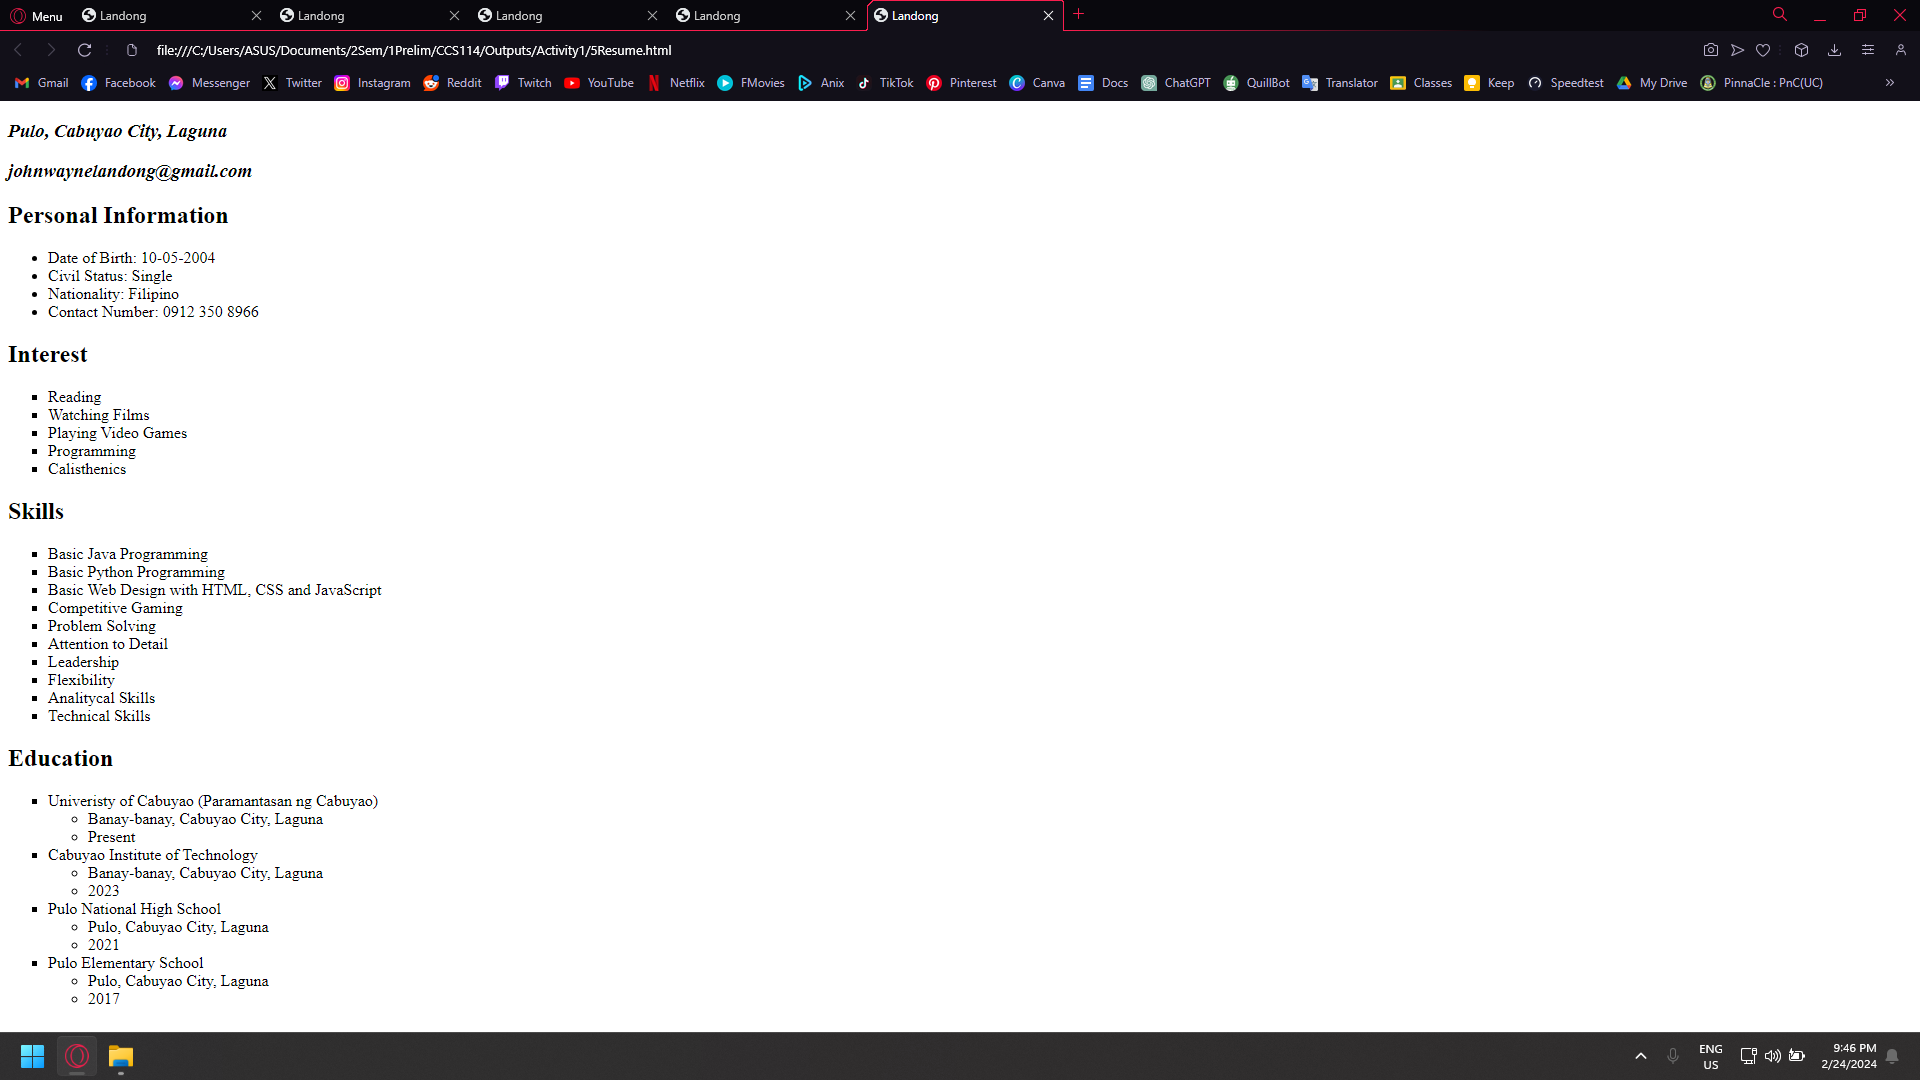 Menu Landong Landong Landong Landong Landong
file:///C:/Users/ASUS/Documents/2Sem/1Prelim/CCS114/Outputs/Activity1/5Resume.html
Gmail Facebook Messenger Twitter Instagram Reddit Twitch YouTube Netflix FMovies Anix TikTok Pinterest Canva Docs ChatGPT QuillBot Translator Classes Keep Speedtest My Drive PinnaCle : PnC(UC)
Pulo, Cabuyao City, Laguna
johnwaynelandong@gmail.com
Personal Information
Date of Birth: 10-05-2004
Civil Status: Single
Nationality: Filipino
Contact Number: 0912 350 8966
Interest
Reading
Watching Films
Playing Video Games
Programming
Calisthenics
Skills
Basic Java Programming
Basic Python Programming
Basic Web Design with HTML, CSS and JavaScript
Competitive Gaming
Problem Solving
Attention to Detail
Leadership
Flexibility
Analitycal Skills
Technical Skills
Education
Univeristy of Cabuyao (Paramantasan ng Cabuyao)
Banay-banay, Cabuyao City, Laguna
Present
Cabuyao Institute of Technology
Banay-banay, Cabuyao City, Laguna
2023
Pulo National High School
Pulo, Cabuyao City, Laguna
2021
Pulo Elementary School
Pulo, Cabuyao City, Laguna
2017
ENG 9:46 PM
US 2/24/2024